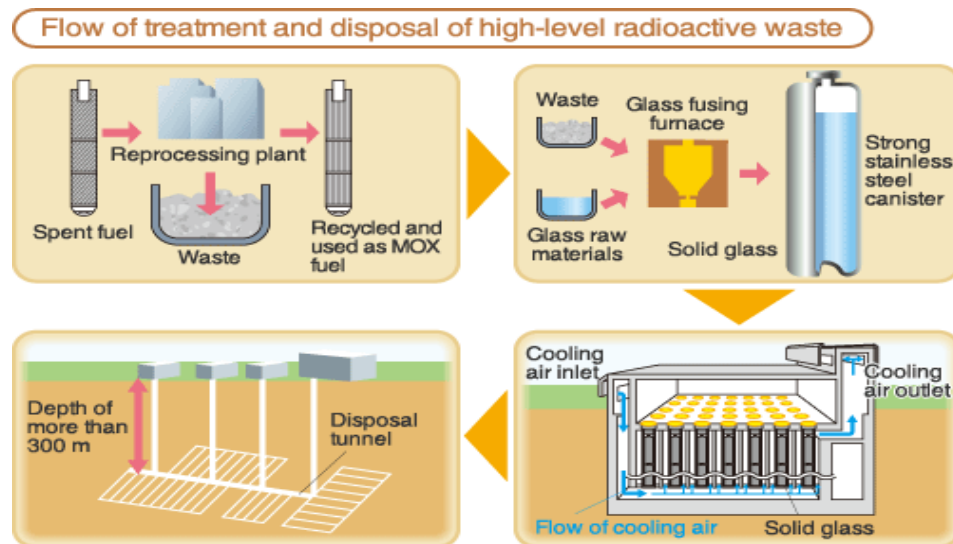 Flow of treatment and disposal of high-level radioactive waste
Spent fuel
Reprocessing plant
Waste
Recycled and
used as MOX
fuel
Waste
Glass fusing
furnace
Glass raw
materials
Solid glass
Strong
stainless
steel
canister
Depth of
more than
300 m
Disposal
tunnel
Cooling
air inlet
Cooling
air outlet
Flow of cooling air
Solid glass